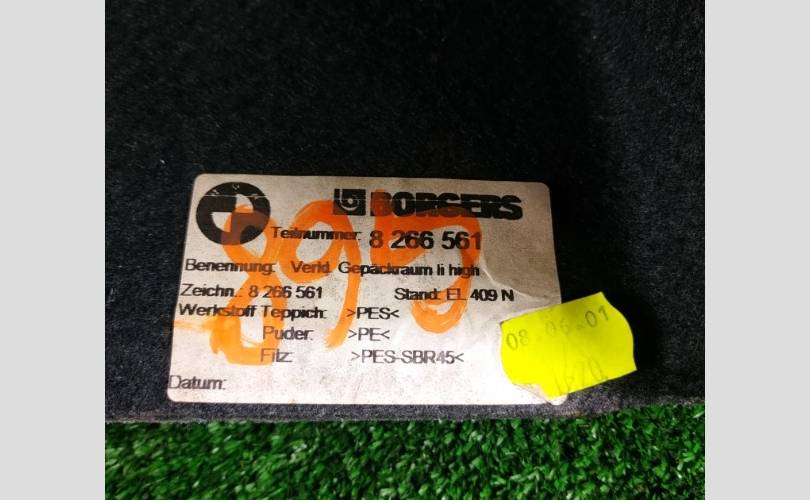 BORGERS
Teilnummer: 8 266 561
Benennung: Verkl. Gepäckraum li high
Zeichn.: 8 266 561 Stand: EL 409 N
Werkstoff Teppich: >PES<
Puder: >PE<
Filz: >PES-SBR45<
Datum:
895
08.06.01